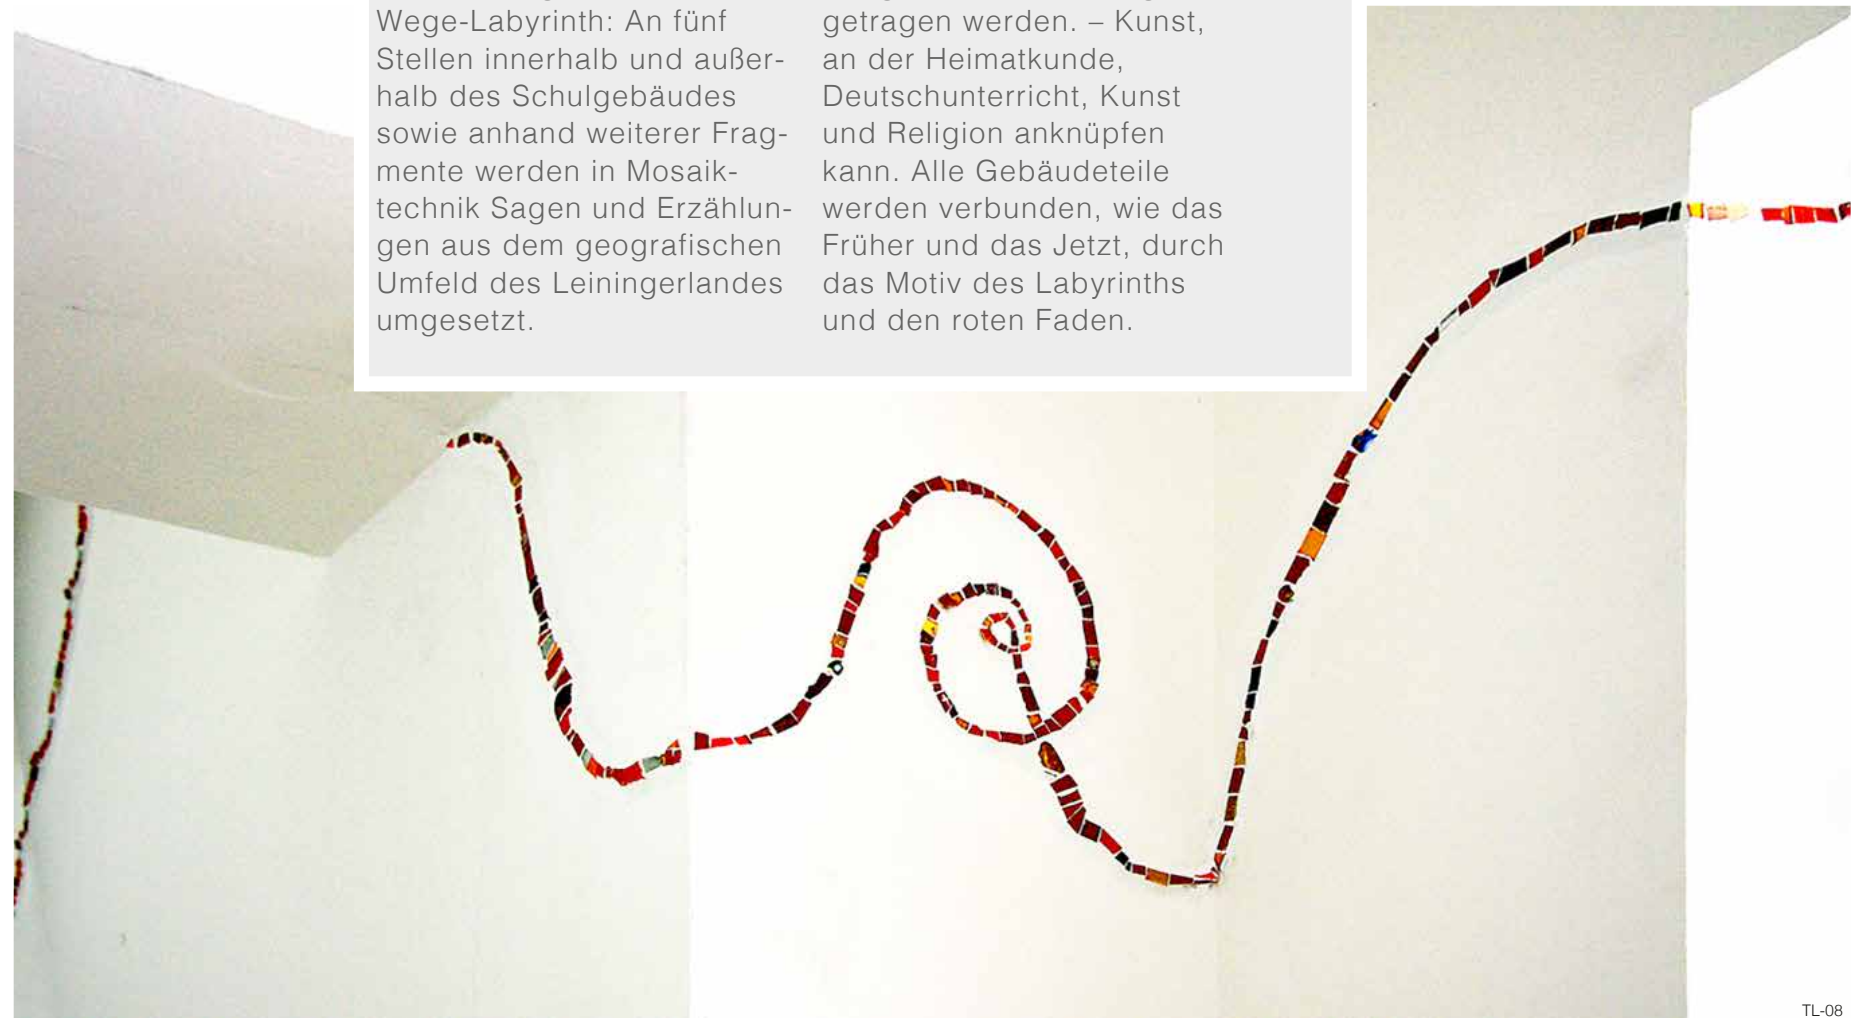 Wege-Labyrinth: An fünf
Stellen innerhalb und außer-
halb des Schulgebäudes
sowie anhand weiterer Frag-
mente werden in Mosaik-
technik Sagen und Erzählun-
gen aus dem geografischen
Umfeld des Leiningerlandes
umgesetzt.
getragen werden. – Kunst,
an der Heimatkunde,
Deutschunterricht, Kunst
und Religion anknüpfen
kann. Alle Gebäudeteile
werden verbunden, wie das
Früher und das Jetzt, durch
das Motiv des Labyrinths
und den roten Faden.
TL-08